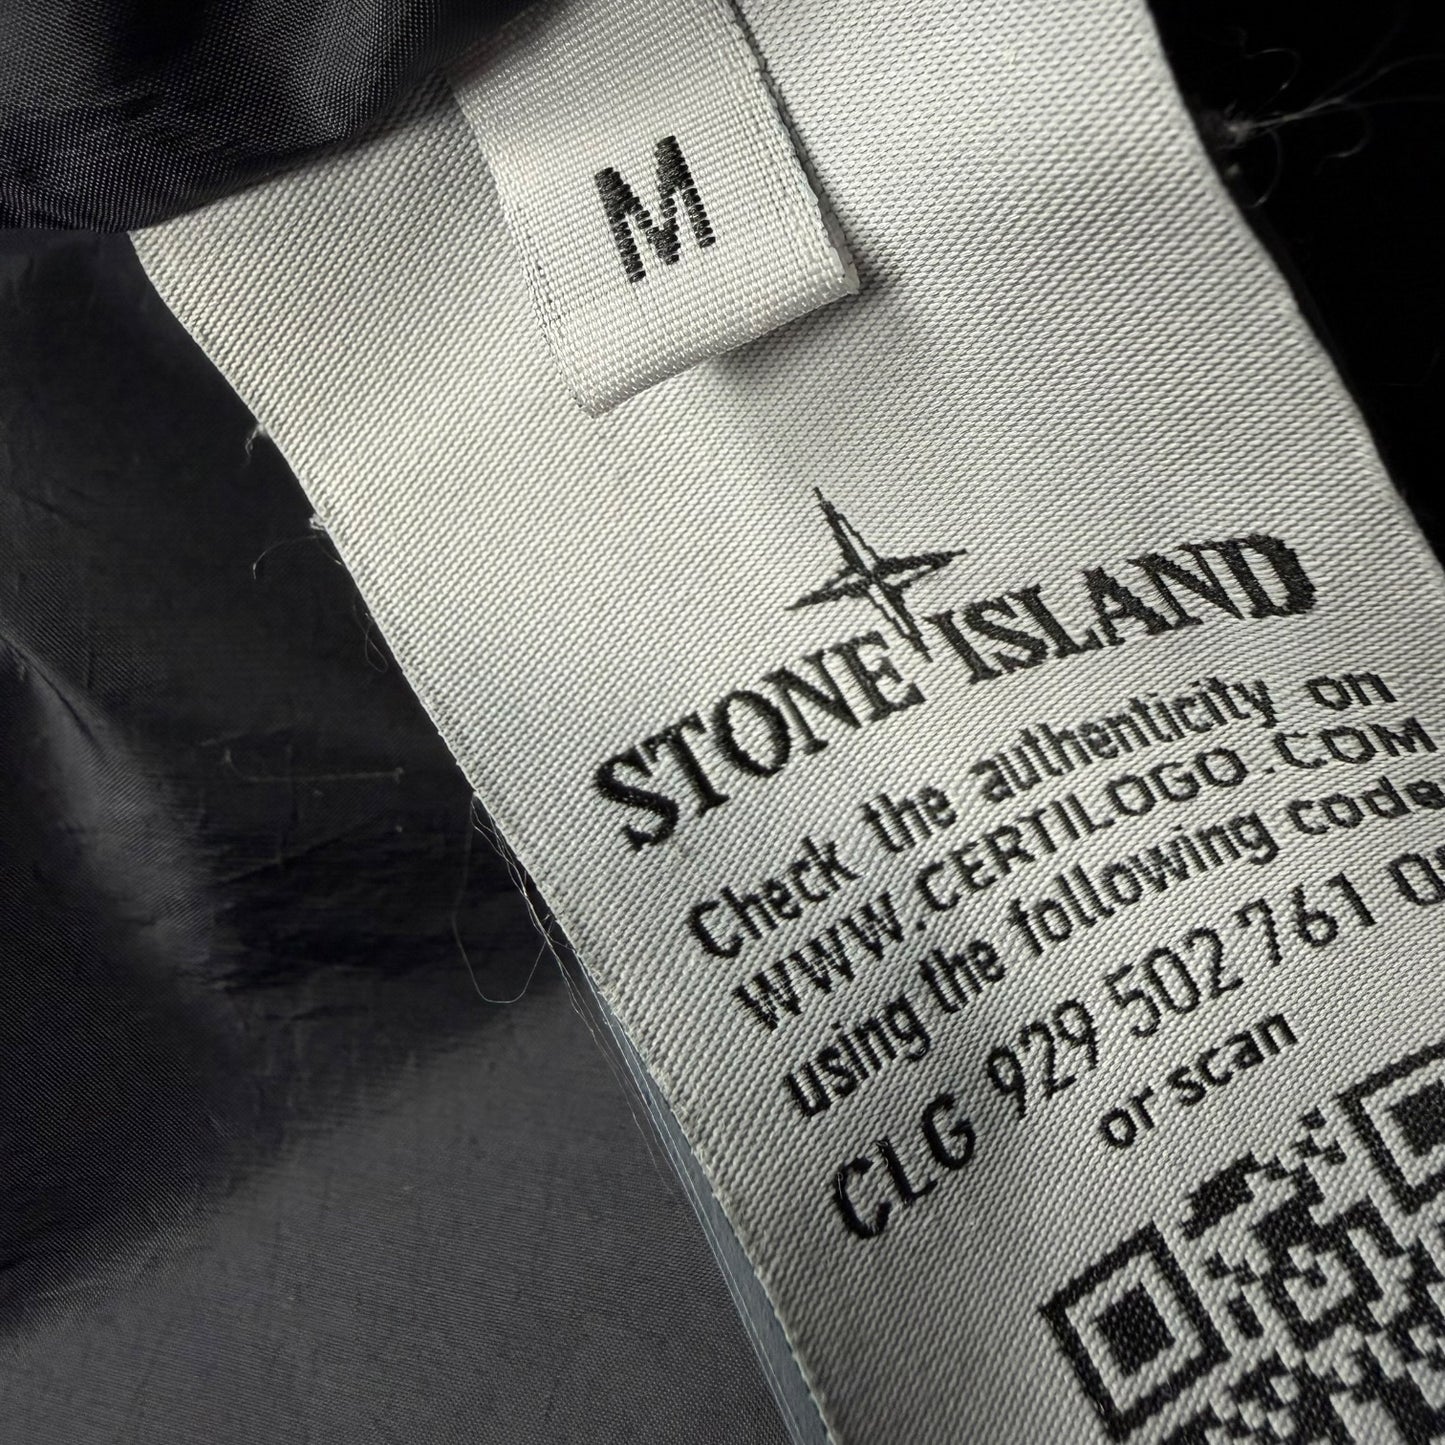 M
STONE ISLAND
Check the authenticity on
WWW.CERTILOGO.COM
using the following code
CLG 929 502 761
or scan